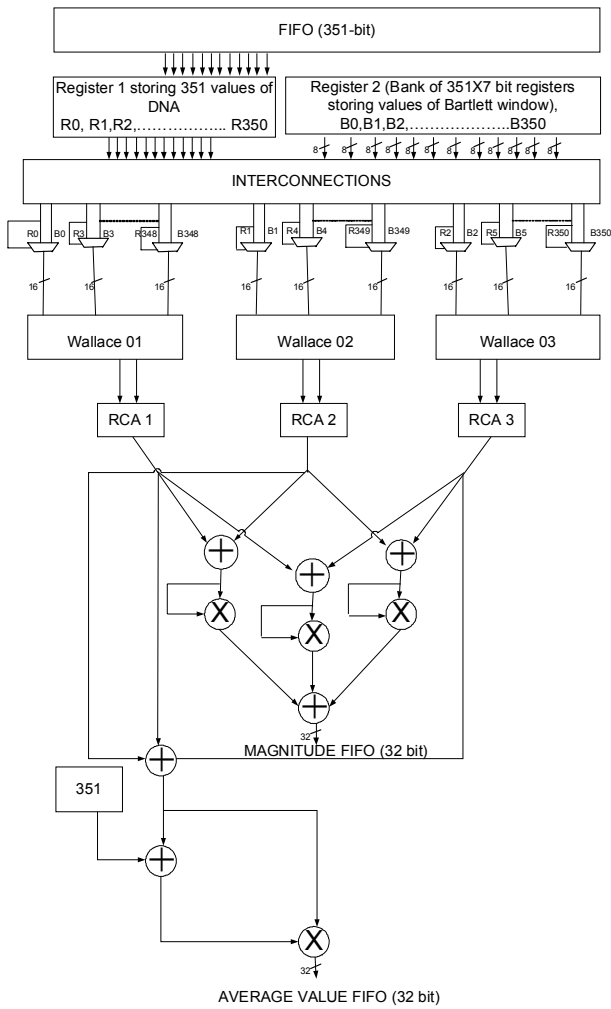 FIFO (351-bit)
Register 1 storing 351 values of
DNA
R0, R1,R2,……………….. R350
Register 2 (Bank of 351X7 bit registers
storing values of Bartlett window),
B0,B1,B2,………………..B350
8 8 8 8 8 8 8 8 8 8
INTERCONNECTIONS
R0 B0 R3 B3 R348 B348 R1 B1 R4 B4 R349 B349 R2 B2 R5 B5 R350 B350
16 16 16 16 16 16 16 16 16
Wallace 01 Wallace 02 Wallace 03
RCA 1 RCA 2 RCA 3
+ +
+
X X
X
+
32
MAGNITUDE FIFO (32 bit)
+
351
+
X
32
AVERAGE VALUE FIFO (32 bit)